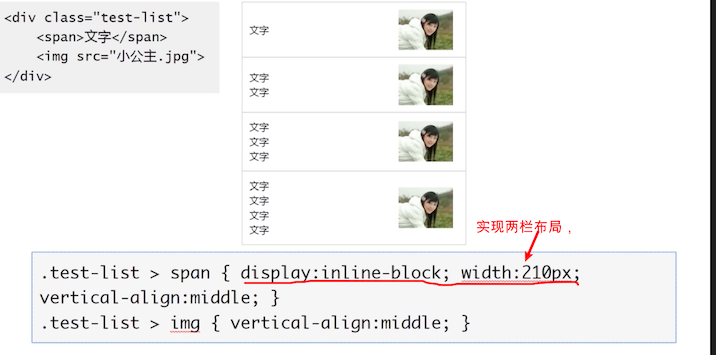 <div class="test-list">
<span>文字</span>
<img src="小公主.jpg">
</div>
文字
文字
文字
文字
文字
文字
文字
文字
文字
文字
实现两栏布局，
.test-list > span { display:inline-block; width:210px;
vertical-align:middle; }
.test-list > img { vertical-align:middle; }